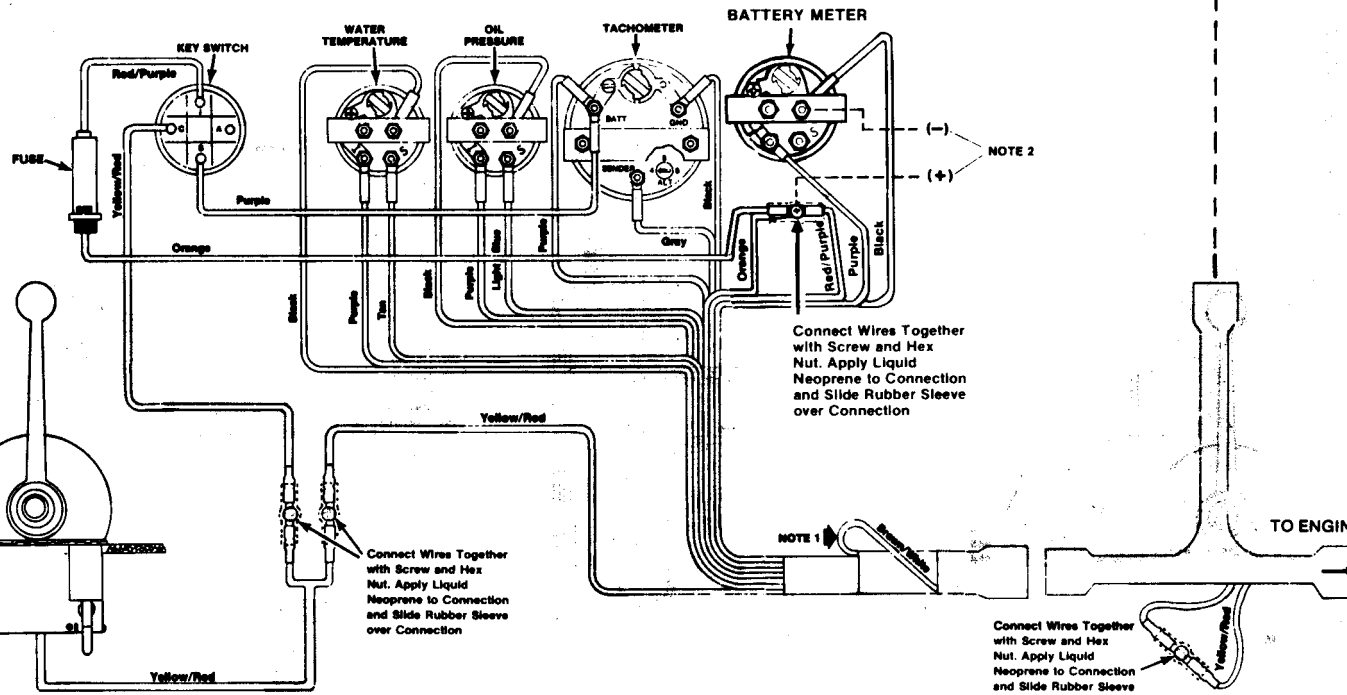 BATTERY METER
WATER
TEMPERATURE
OIL
PRESSURE
TACHOMETER
KEY SWITCH
Red/Purple
C
A
B
S
S
BATT
GND
S
S
SENDER
ALT
(-)
NOTE 2
(+)
FUSE
Yellow/Red
Purple
Orange
Gray
Black
Purple
Tan
Black
Purple
Light Blue
Purple
Black
Orange
Red/Purple
Purple
Black
Connect Wires Together
with Screw and Hex
Nut. Apply Liquid
Neoprene to Connection
and Slide Rubber Sleeve
over Connection
Yellow/Red
NOTE 1
Brown/White
TO ENGIN
Connect Wires Together
with Screw and Hex
Nut. Apply Liquid
Neoprene to Connection
and Slide Rubber Sleeve
over Connection
Yellow/Red
Connect Wires Together
with Screw and Hex
Nut. Apply Liquid
Neoprene to Connection
and Slide Rubber Sleeve
Yellow/Red